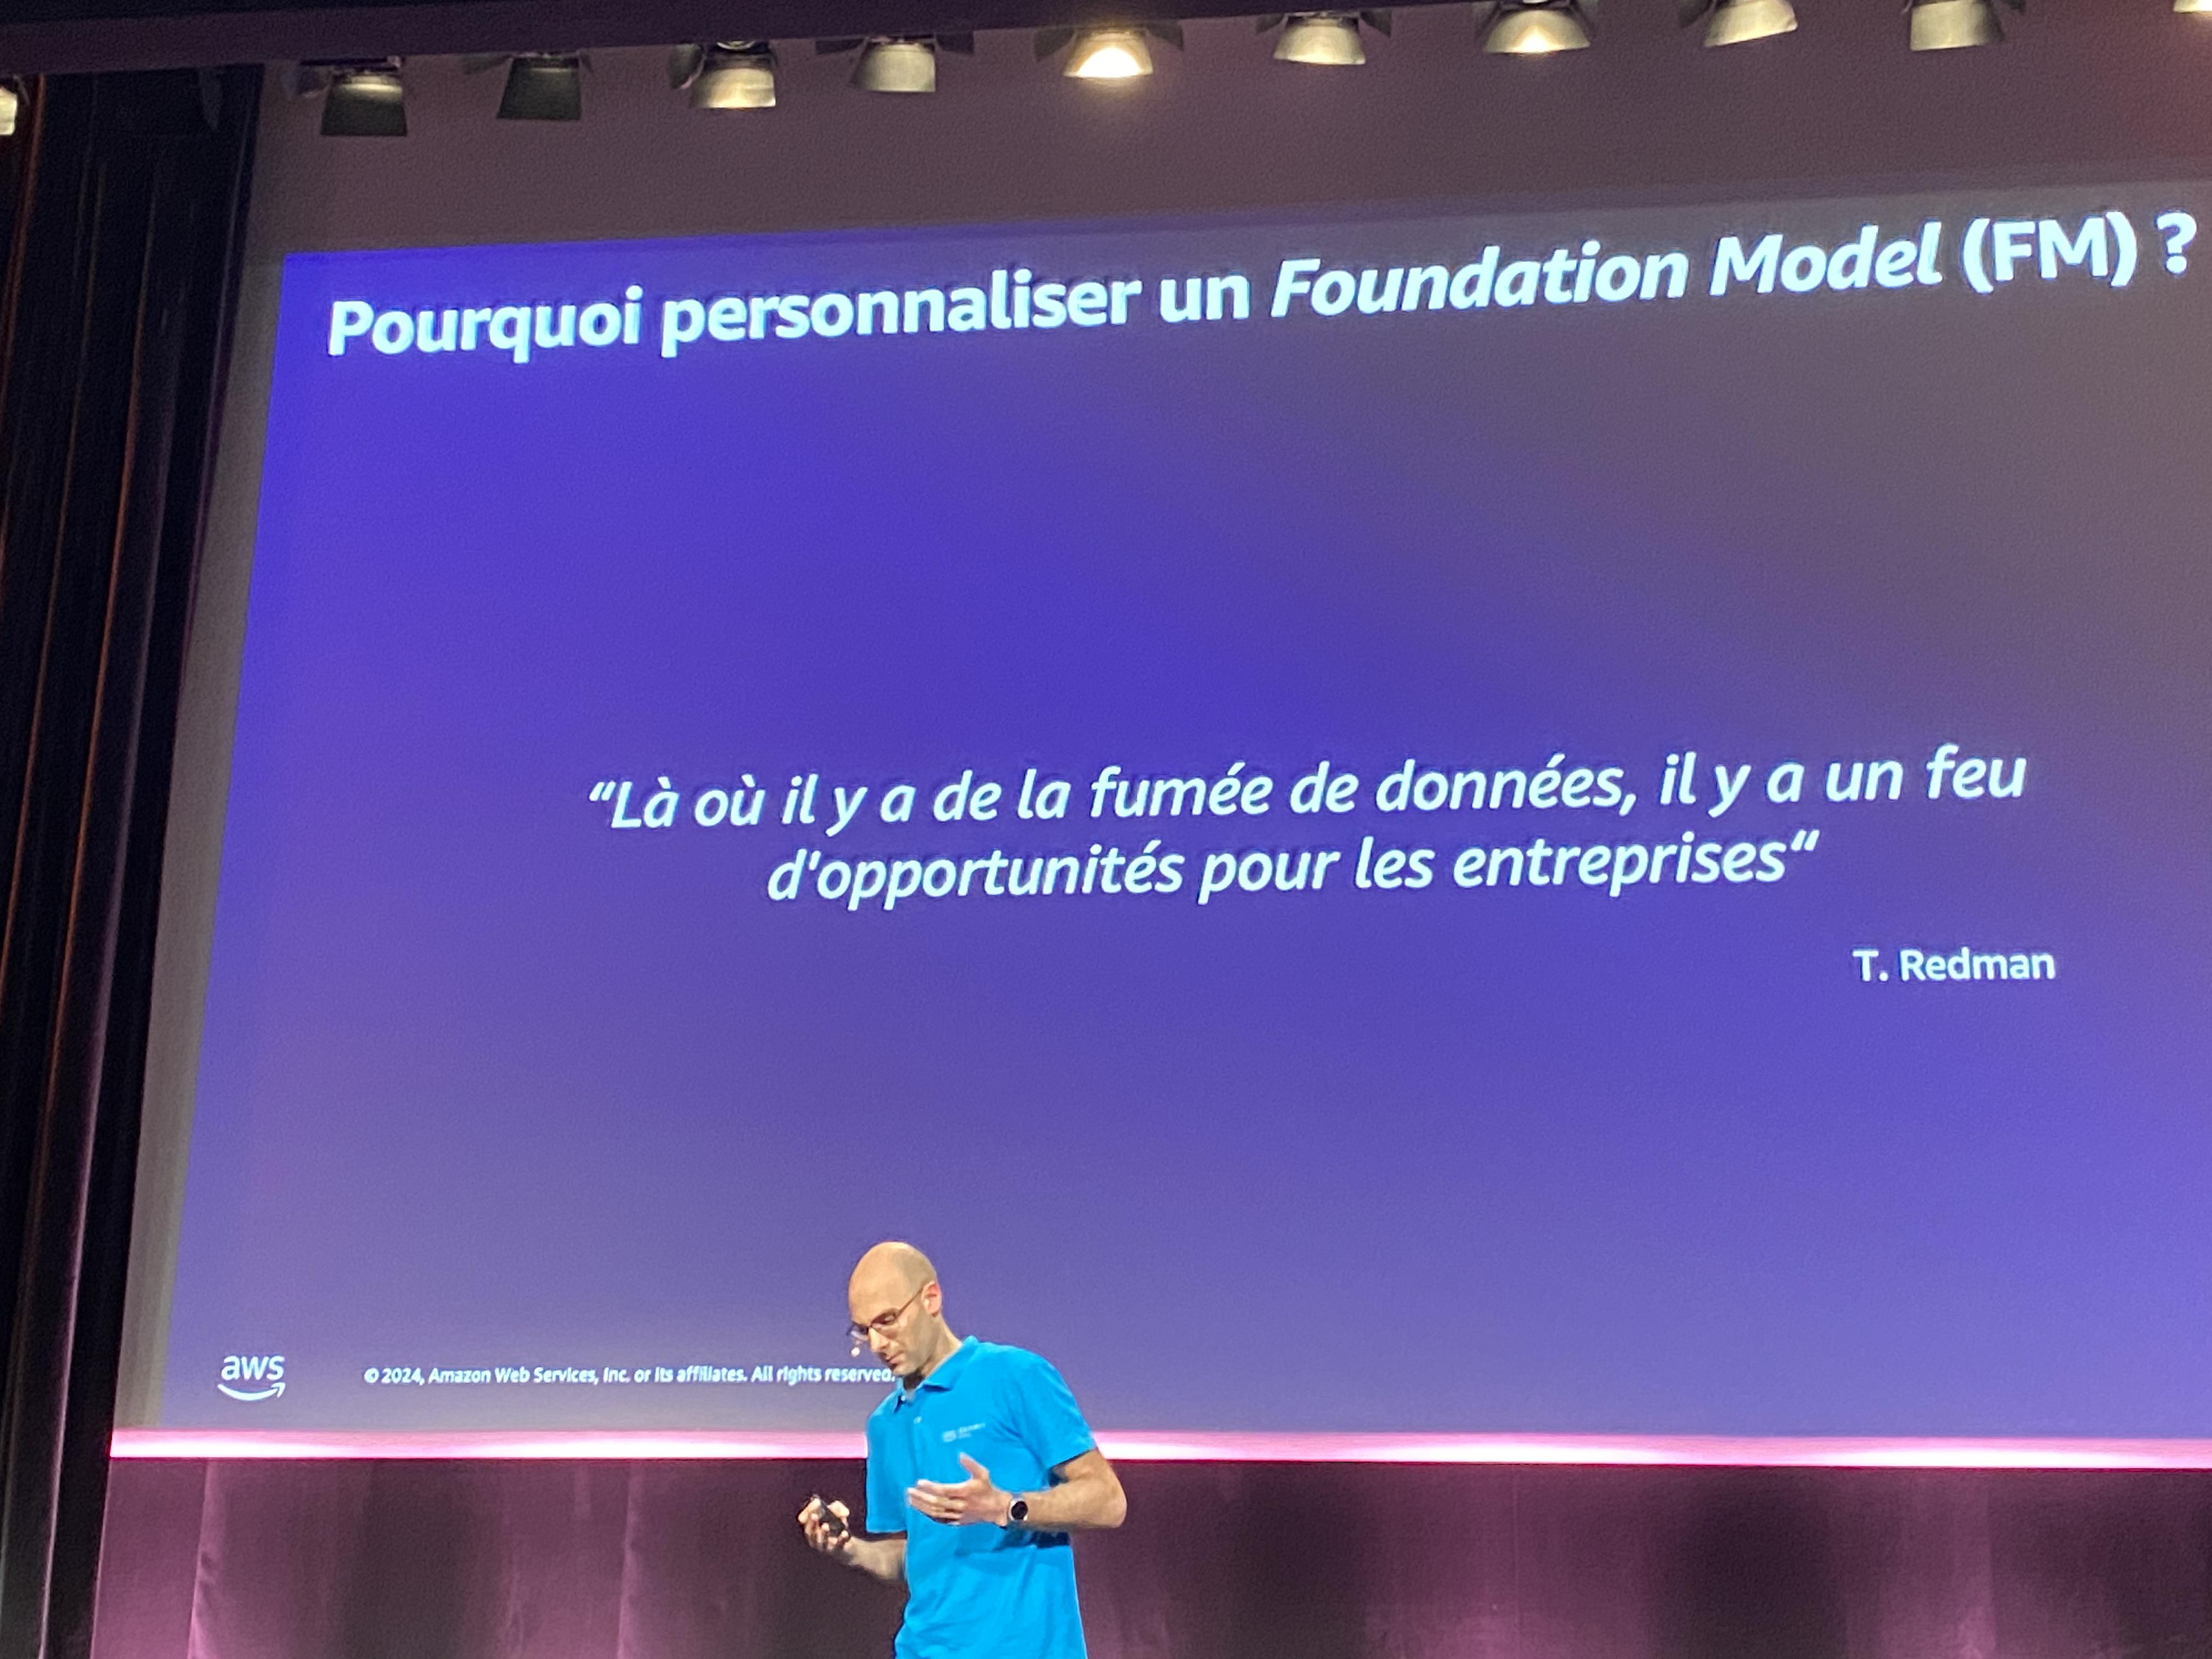 Pourquoi personnaliser un Foundation Model (FM) ?
“Là où il y a de la fumée de données, il y a un feu
d'opportunités pour les entreprises“
T. Redman
aws
© 2024, Amazon Web Services, Inc. or its affiliates. All rights reserved.